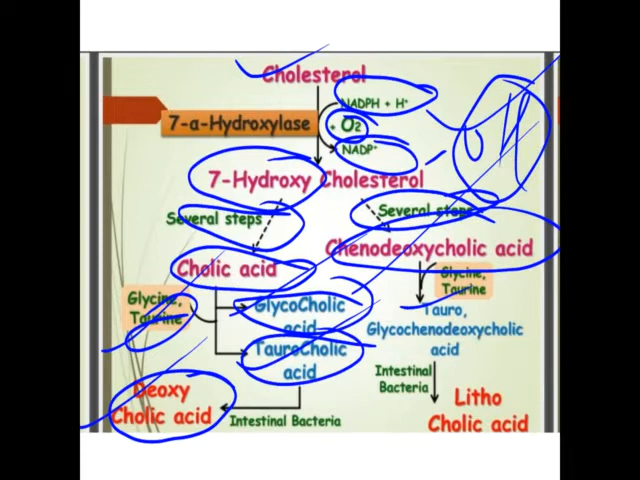 Cholesterol
NADPH + H⁺
7-α-Hydroxylase
+ O₂
NADP⁺
7-Hydroxy Cholesterol
Several steps
Several steps
Cholic acid
Chenodeoxycholic acid
Glycine,
Taurine
Glycine,
Taurine
GlycoCholic
acid
TauroCholic
acid
Tauro,
Glycochenodeoxycholic
acid
Intestinal
Bacteria
Deoxy
Cholic acid
Intestinal Bacteria
Litho
Cholic acid